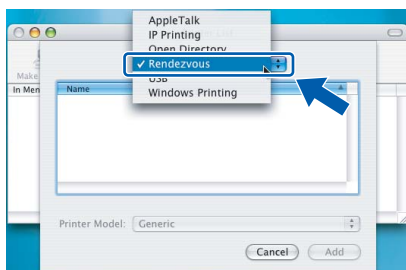 AppleTalk
IP Printing
Open Directory
✓ Rendezvous
USB
Windows Printing
Make
In Men
Name
Printer Model: Generic
Cancel Add